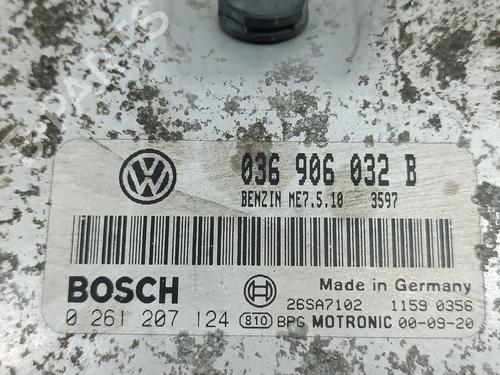 036 906 032 B
BENZIN ME7.5.10 3597
BOSCH
Made in Germany
26SA7102 1159 0356
0 261 207 124 810 BPG MOTRONIC 00-09-20